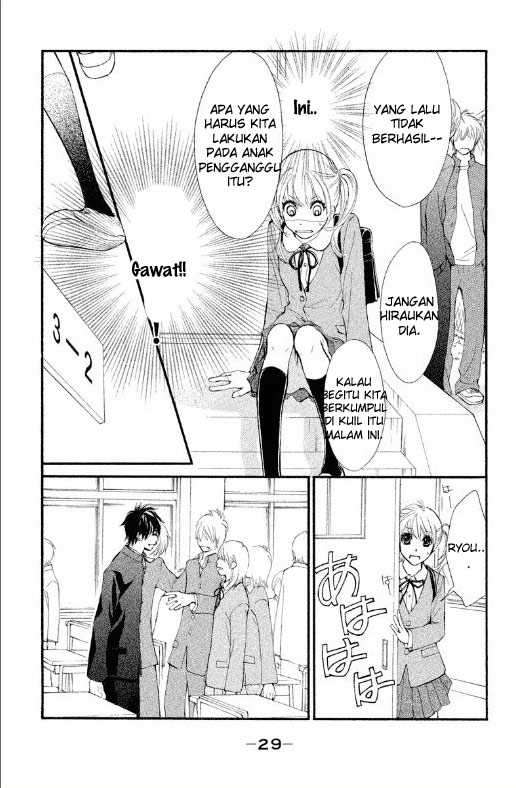 YANG LALU
TIDAK
BERHASIL--
Ini..
APA YANG
HARUS KITA
LAKUKAN
PADA ANAK
PENGGANGGU
ITU?
JANGAN
HIRAUKAN
DIA.
KALAU
BEGITU KITA
BERKUMPUL
DI KUIL ITU
MALAM INI.
Gawat!!
!
3-2
RYOU..
あはははは
-29-